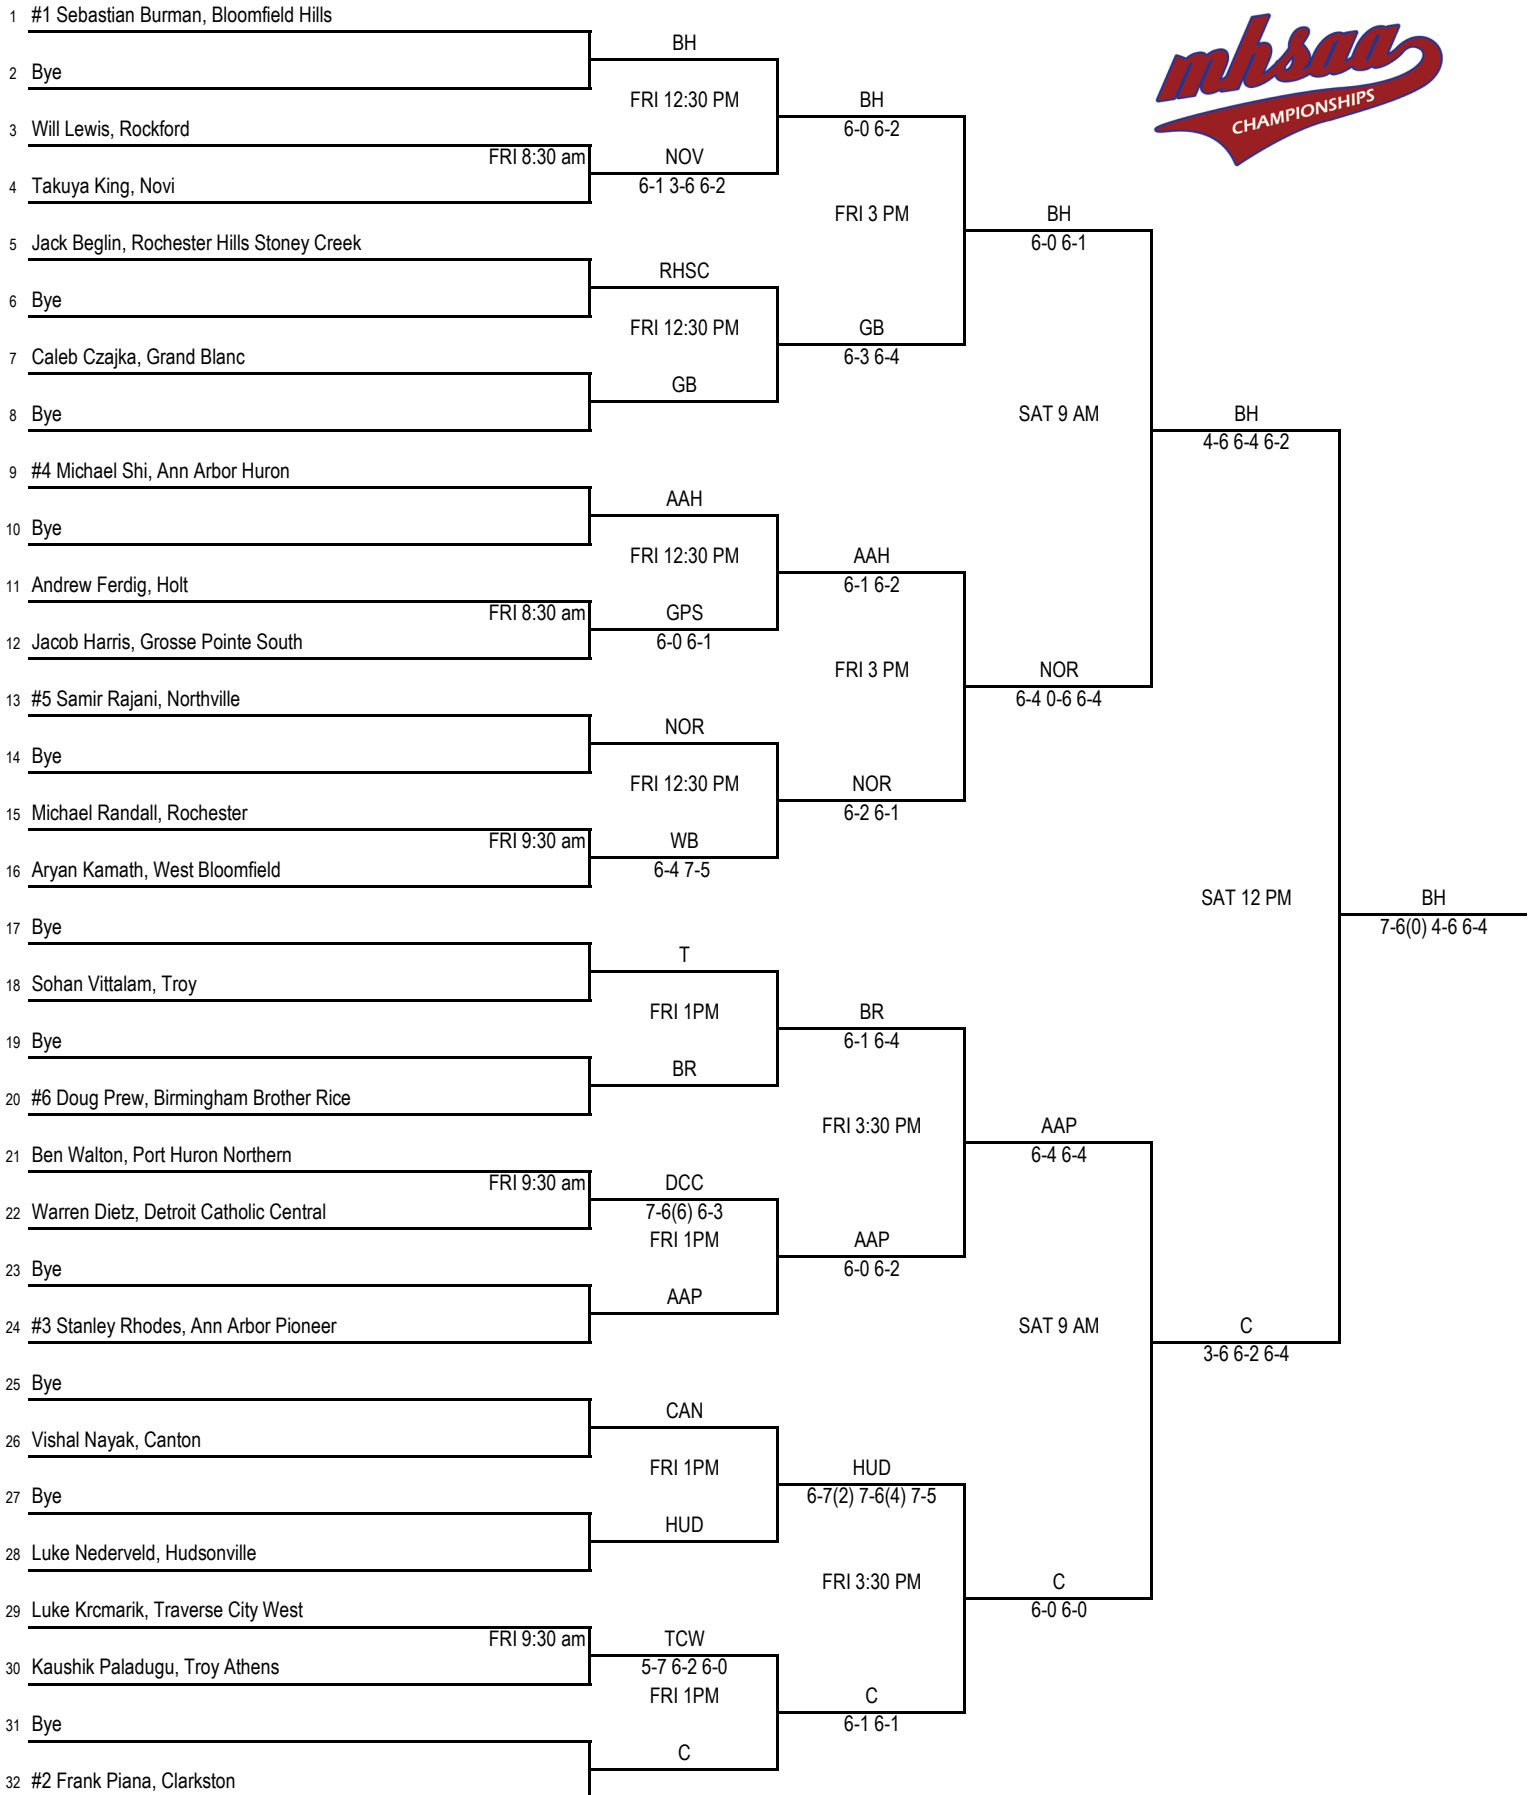 1 #1 Sebastian Burman, Bloomfield Hills
BH
2 Bye
FRI 12:30 PM
BH
6-0 6-2
3 Will Lewis, Rockford
FRI 8:30 am
NOV
4 Takuya King, Novi
6-1 3-6 6-2
FRI 3 PM
BH
6-0 6-1
5 Jack Beglin, Rochester Hills Stoney Creek
RHSC
6 Bye
FRI 12:30 PM
GB
6-3 6-4
7 Caleb Czajka, Grand Blanc
GB
8 Bye
SAT 9 AM
BH
4-6 6-4 6-2
9 #4 Michael Shi, Ann Arbor Huron
AAH
10 Bye
FRI 12:30 PM
AAH
6-1 6-2
11 Andrew Ferdig, Holt
FRI 8:30 am
GPS
12 Jacob Harris, Grosse Pointe South
6-0 6-1
FRI 3 PM
NOR
6-4 0-6 6-4
13 #5 Samir Rajani, Northville
NOR
14 Bye
FRI 12:30 PM
NOR
6-2 6-1
15 Michael Randall, Rochester
FRI 9:30 am
WB
16 Aryan Kamath, West Bloomfield
6-4 7-5
SAT 12 PM
BH
7-6(0) 4-6 6-4
17 Bye
T
18 Sohan Vittalam, Troy
FRI 1PM
BR
6-1 6-4
19 Bye
BR
20 #6 Doug Prew, Birmingham Brother Rice
FRI 3:30 PM
AAP
6-4 6-4
21 Ben Walton, Port Huron Northern
FRI 9:30 am
DCC
22 Warren Dietz, Detroit Catholic Central
7-6(6) 6-3
FRI 1PM
AAP
6-0 6-2
23 Bye
AAP
24 #3 Stanley Rhodes, Ann Arbor Pioneer
SAT 9 AM
C
3-6 6-2 6-4
25 Bye
CAN
26 Vishal Nayak, Canton
FRI 1PM
HUD
6-7(2) 7-6(4) 7-5
27 Bye
HUD
28 Luke Nederveld, Hudsonville
FRI 3:30 PM
C
6-0 6-0
29 Luke Krcmarik, Traverse City West
FRI 9:30 am
TCW
30 Kaushik Paladugu, Troy Athens
5-7 6-2 6-0
FRI 1PM
C
6-1 6-1
31 Bye
C
32 #2 Frank Piana, Clarkston
mhsaa
CHAMPIONSHIPS